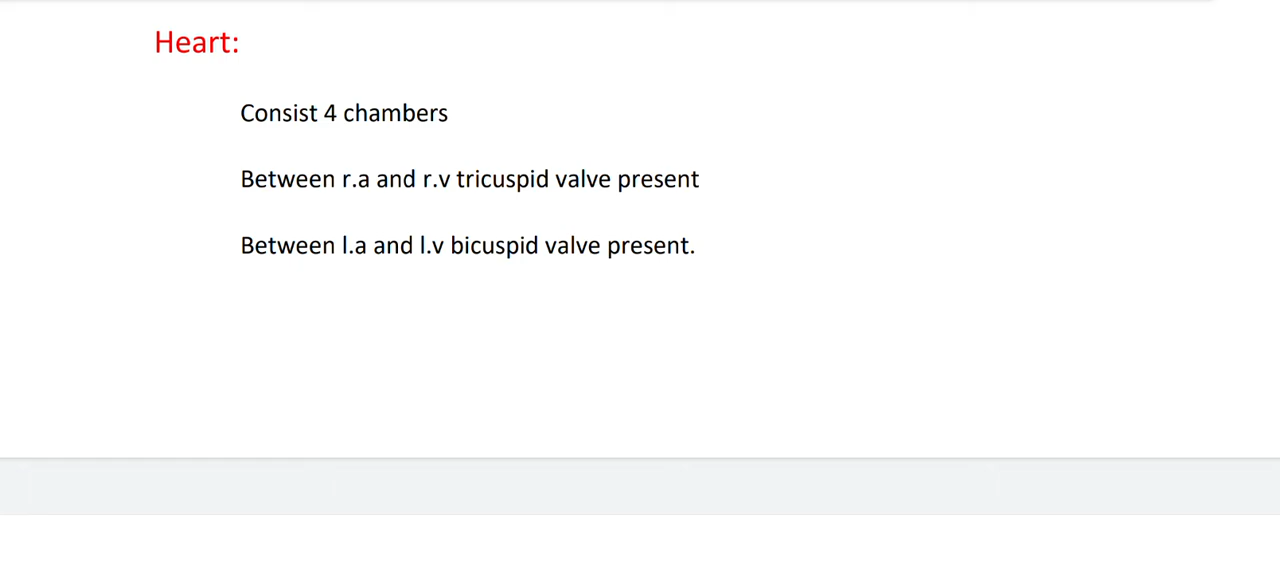 Heart:
Consist 4 chambers
Between r.a and r.v tricuspid valve present
Between l.a and l.v bicuspid valve present.